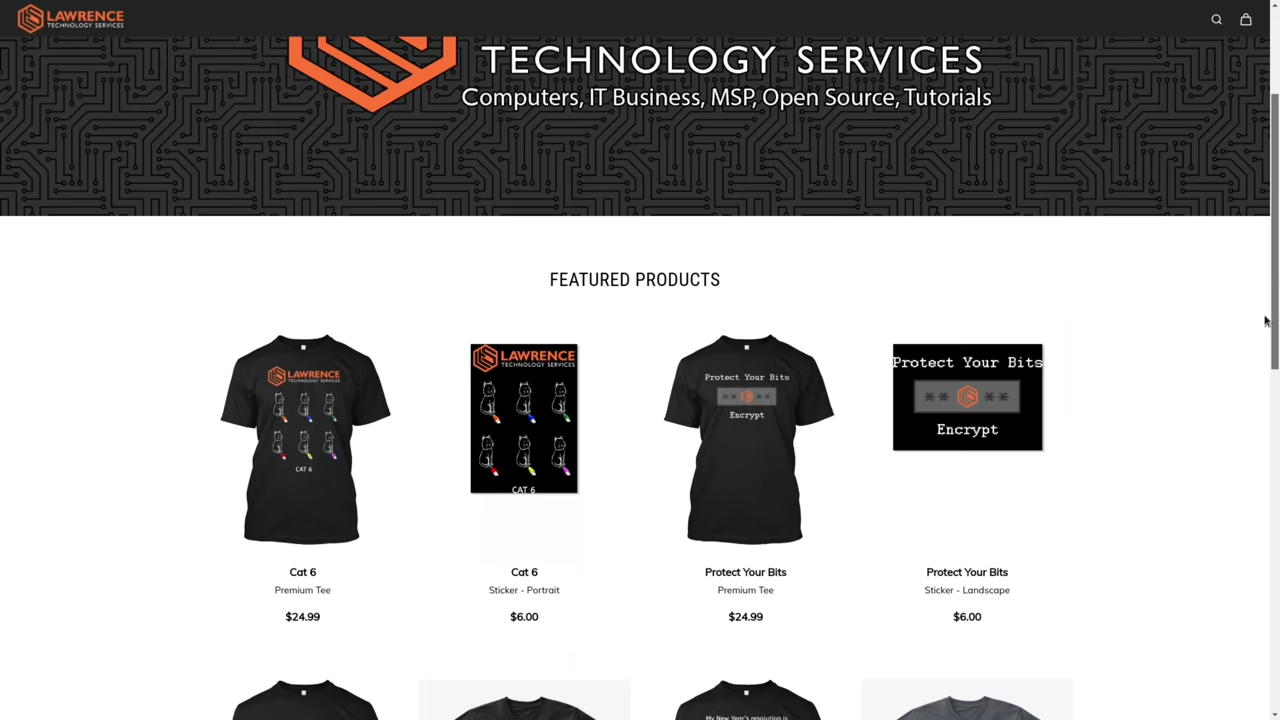 LAWRENCE
TECHNOLOGY SERVICES
TECHNOLOGY SERVICES
Computers, IT Business, MSP, Open Source, Tutorials
FEATURED PRODUCTS
LAWRENCE
TECHNOLOGY SERVICES
CAT 6
LAWRENCE
TECHNOLOGY SERVICES
CAT 6
Protect Your Bits
** **
Encrypt
Protect Your Bits
** **
Encrypt
Cat 6
Premium Tee
$24.99
Cat 6
Sticker - Portrait
$6.00
Protect Your Bits
Premium Tee
$24.99
Protect Your Bits
Sticker - Landscape
$6.00
My New Year's resolution is